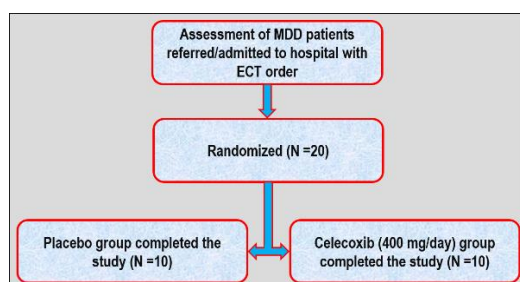 Assessment of MDD patients
referred/admitted to hospital with
ECT order
Randomized (N =20)
Placebo group completed the
study (N =10)
Celecoxib (400 mg/day) group
completed the study (N =10)